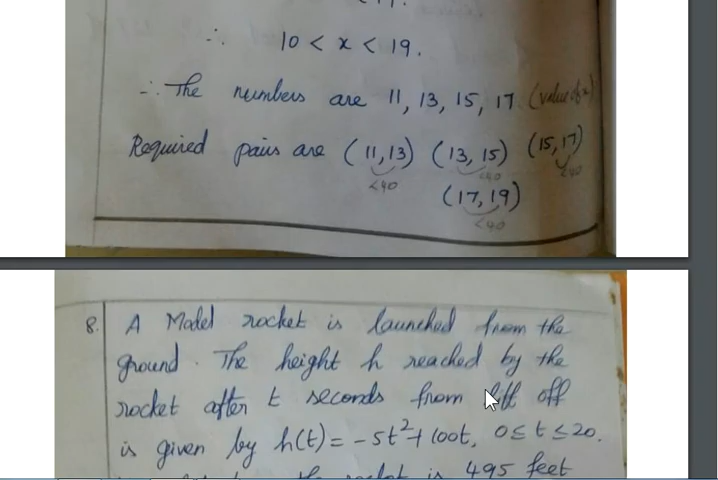 ∴ 10 < x < 19.
∴ The numbers are 11, 13, 15, 17 (value of x)
Required pairs are (11,13) (13, 15) (15,17)
<40 <40 <40
(17, 19)
<40
8. A Model rocket is launched from the
ground. The height h reached by the
rocket after t seconds from lift off
is given by h(t) = -5t²+100t, 0≤t≤20.
the rocket is 495 feet